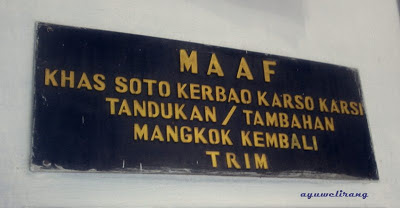 MAAF
KHAS SOTO KERBAO KARSO KARSI
TANDUKAN / TAMBAHAN
MANGKOK KEMBALI
TRIM
ayuwelirang